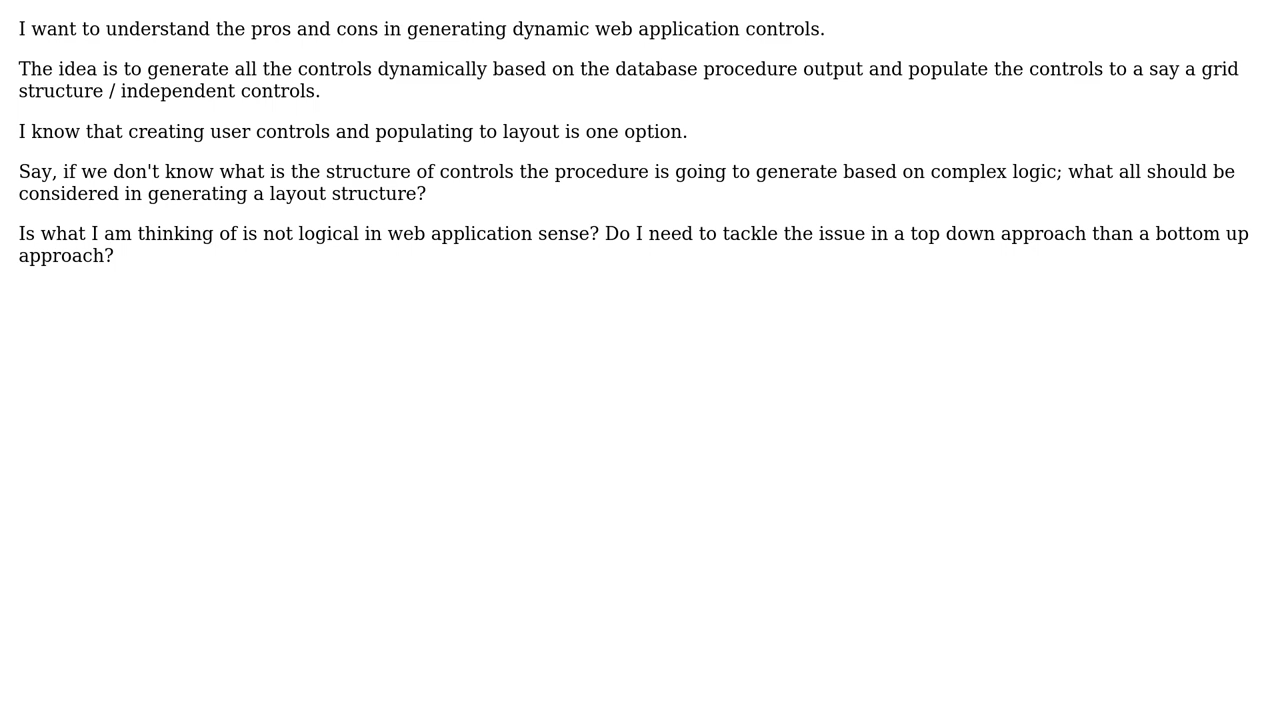 I want to understand the pros and cons in generating dynamic web application controls.
The idea is to generate all the controls dynamically based on the database procedure output and populate the controls to a say a grid
structure / independent controls.
I know that creating user controls and populating to layout is one option.
Say, if we don't know what is the structure of controls the procedure is going to generate based on complex logic; what all should be
considered in generating a layout structure?
Is what I am thinking of is not logical in web application sense? Do I need to tackle the issue in a top down approach than a bottom up
approach?